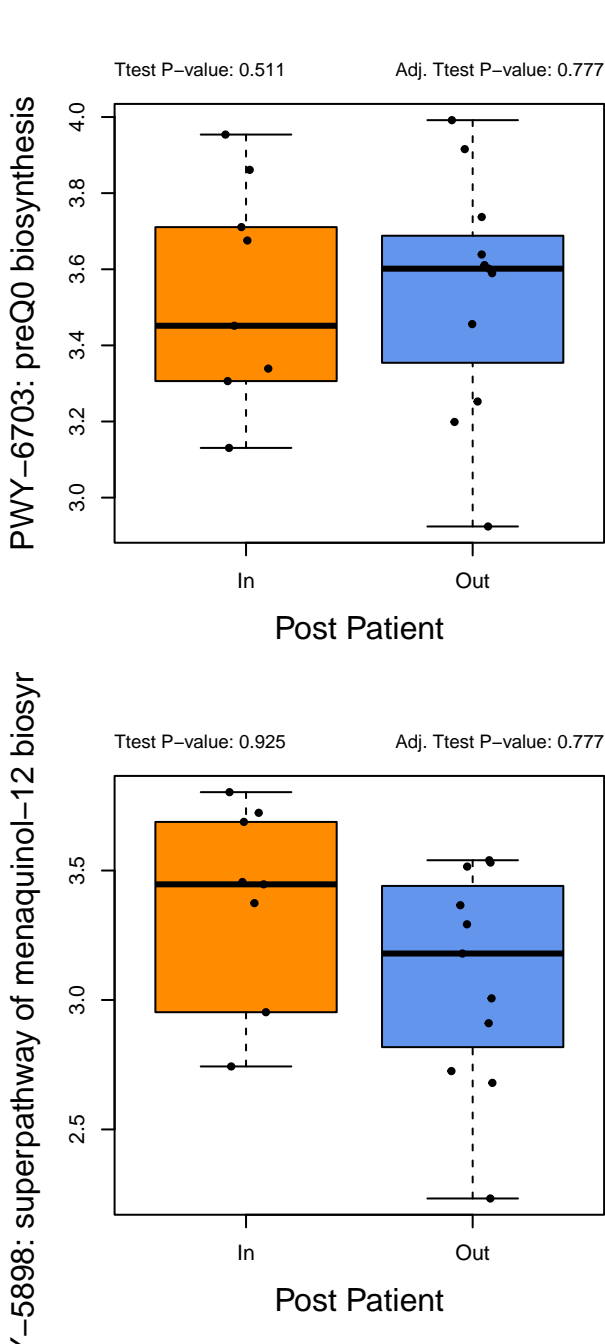 Ttest P−value: 0.511
Adj. Ttest P−value: 0.777
PWY−6703: preQ0 biosynthesis
4.0
3.8
3.6
3.4
3.2
3.0
In
Out
Post Patient
Ttest P−value: 0.925
Adj. Ttest P−value: 0.777
−5898: superpathway of menaquinol−12 biosyr
3.5
3.0
2.5
In
Out
Post Patient